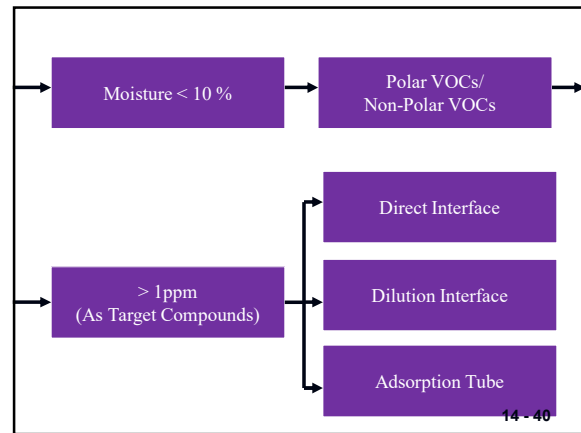 Moisture < 10 %
Polar VOCs/
Non-Polar VOCs
Direct Interface
> 1ppm
(As Target Compounds)
Dilution Interface
Adsorption Tube
14 - 40